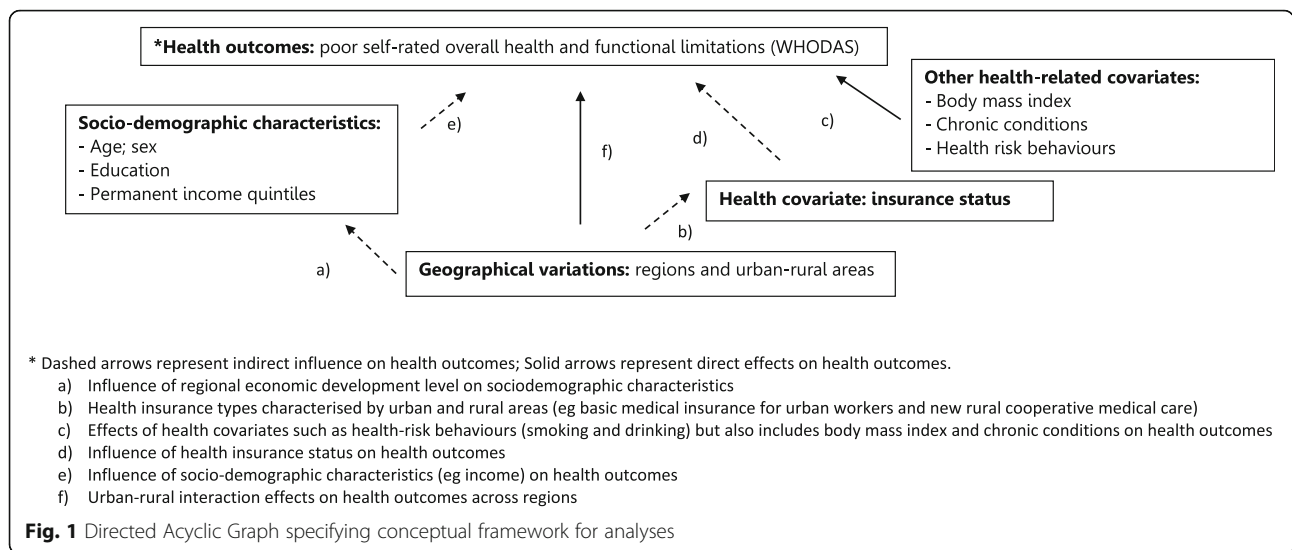 *Health outcomes: poor self-rated overall health and functional limitations (WHODAS)
Other health-related covariates:
- Body mass index
- Chronic conditions
- Health risk behaviours
Socio-demographic characteristics:
- Age; sex
- Education
- Permanent income quintiles
e)
f)
d)
c)
Health covariate: insurance status
b)
a)
Geographical variations: regions and urban-rural areas
* Dashed arrows represent indirect influence on health outcomes; Solid arrows represent direct effects on health outcomes.
a) Influence of regional economic development level on sociodemographic characteristics
b) Health insurance types characterised by urban and rural areas (eg basic medical insurance for urban workers and new rural cooperative medical care)
c) Effects of health covariates such as health-risk behaviours (smoking and drinking) but also includes body mass index and chronic conditions on health outcomes
d) Influence of health insurance status on health outcomes
e) Influence of socio-demographic characteristics (eg income) on health outcomes
f) Urban-rural interaction effects on health outcomes across regions
Fig. 1 Directed Acyclic Graph specifying conceptual framework for analyses